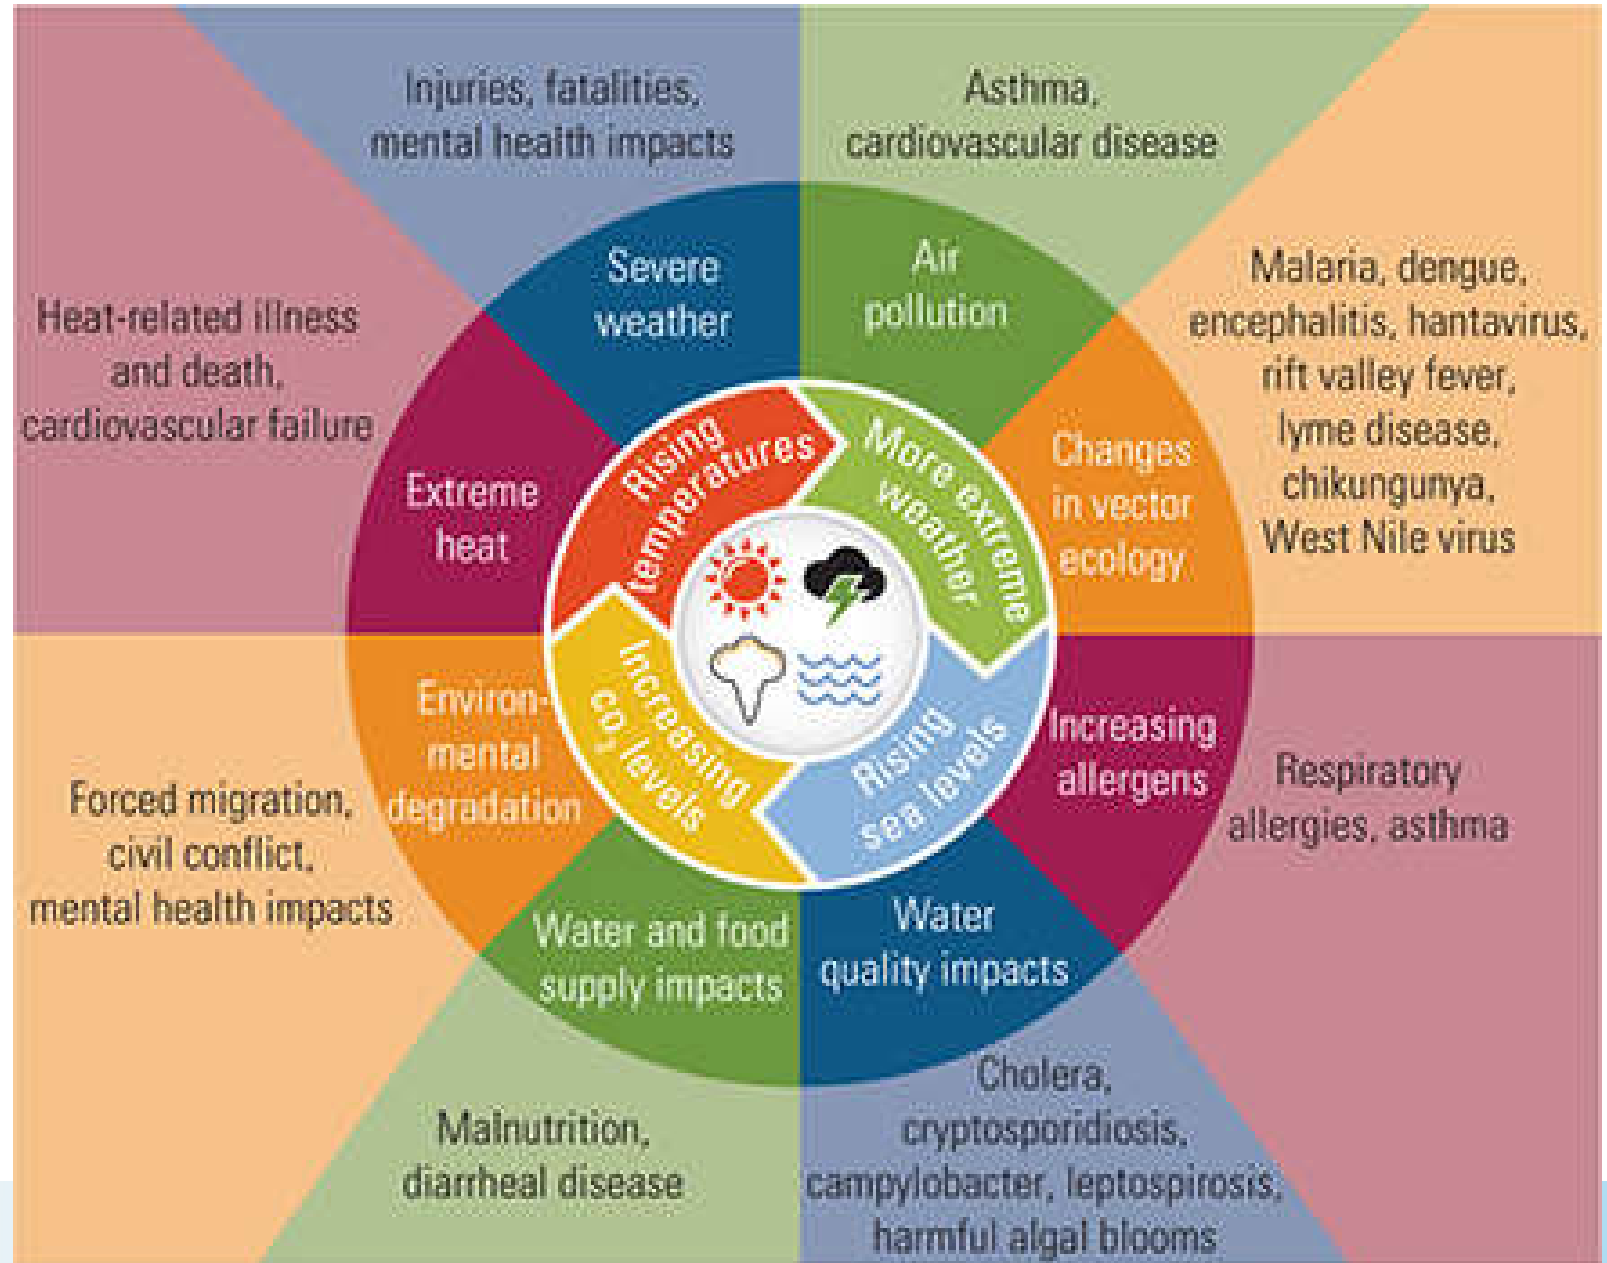 Injuries, fatalities,
mental health impacts
Asthma,
cardiovascular disease
Severe
weather
Air
pollution
Malaria, dengue,
encephalitis, hantavirus,
rift valley fever,
lyme disease,
chikungunya,
West Nile virus
Heat-related illness
and death,
cardiovascular failure
Extreme
heat
Changes
in vector
ecology
Rising
temperatures
More extreme
weather
Increasing
CO2 levels
Rising
sea levels
Environ-
mental
degradation
Increasing
allergens
Forced migration,
civil conflict,
mental health impacts
Respiratory
allergies, asthma
Water and food
supply impacts
Water
quality impacts
Malnutrition,
diarrheal disease
Cholera,
cryptosporidiosis,
campylobacter, leptospirosis,
harmful algal blooms